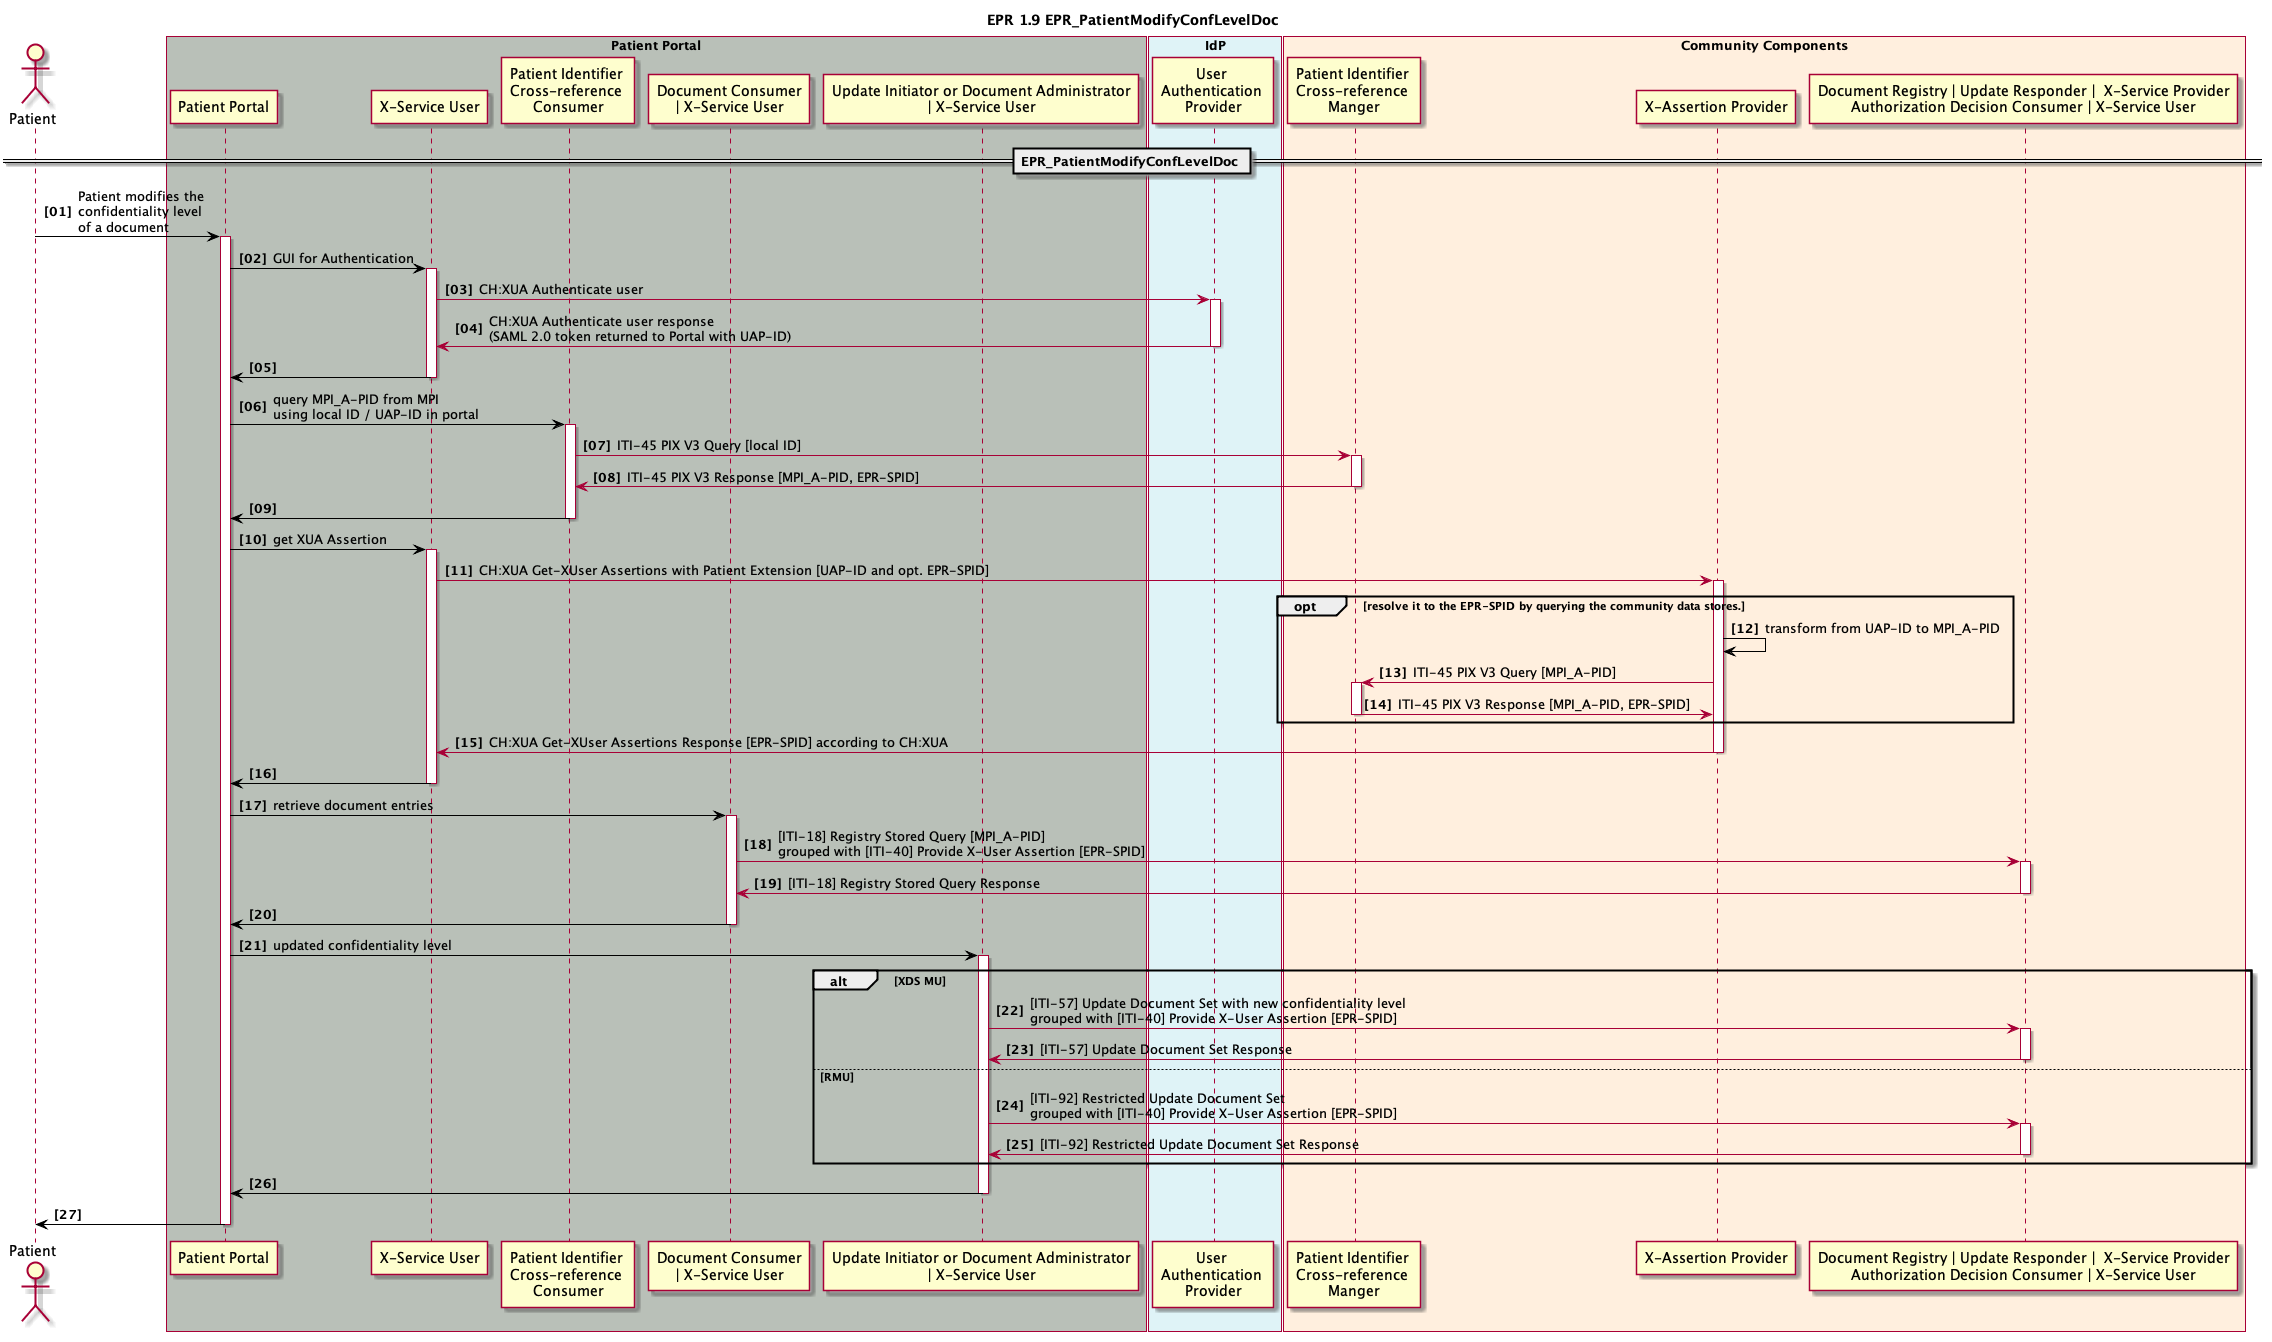 EPR 1.9 EPR_PatientModifyConfLevelDoc
Patient Portal
IdP
Community Components
Patient
Patient Portal
X-Service User
Patient Identifier
Cross-reference
Consumer
Document Consumer
| X-Service User
Update Initiator or Document Administrator
| X-Service User
User
Authentication
Provider
Patient Identifier
Cross-reference
Manger
X-Assertion Provider
Document Registry | Update Responder | X-Service Provider
Authorization Decision Consumer | X-Service User
EPR_PatientModifyConfLevelDoc
[01] Patient modifies the
confidentiality level
of a document
[02] GUI for Authentication
[03] CH:XUA Authenticate user
[04] CH:XUA Authenticate user response
(SAML 2.0 token returned to Portal with UAP-ID)
[05]
[06] query MPI_A-PID from MPI
using local ID / UAP-ID in portal
[07] ITI-45 PIX V3 Query [local ID]
[08] ITI-45 PIX V3 Response [MPI_A-PID, EPR-SPID]
[09]
[10] get XUA Assertion
[11] CH:XUA Get-XUser Assertions with Patient Extension [UAP-ID and opt. EPR-SPID]
opt [resolve it to the EPR-SPID by querying the community data stores.]
[12] transform from UAP-ID to MPI_A-PID
[13] ITI-45 PIX V3 Query [MPI_A-PID]
[14] ITI-45 PIX V3 Response [MPI_A-PID, EPR-SPID]
[15] CH:XUA Get-XUser Assertions Response [EPR-SPID] according to CH:XUA
[16]
[17] retrieve document entries
[18] [ITI-18] Registry Stored Query [MPI_A-PID]
grouped with [ITI-40] Provide X-User Assertion [EPR-SPID]
[19] [ITI-18] Registry Stored Query Response
[20]
[21] updated confidentiality level
alt [XDS MU]
[22] [ITI-57] Update Document Set with new confidentiality level
grouped with [ITI-40] Provide X-User Assertion [EPR-SPID]
[23] [ITI-57] Update Document Set Response
[RMU]
[24] [ITI-92] Restricted Update Document Set
grouped with [ITI-40] Provide X-User Assertion [EPR-SPID]
[25] [ITI-92] Restricted Update Document Set Response
[26]
[27]
Patient
Patient Portal
X-Service User
Patient Identifier
Cross-reference
Consumer
Document Consumer
| X-Service User
Update Initiator or Document Administrator
| X-Service User
User
Authentication
Provider
Patient Identifier
Cross-reference
Manger
X-Assertion Provider
Document Registry | Update Responder | X-Service Provider
Authorization Decision Consumer | X-Service User